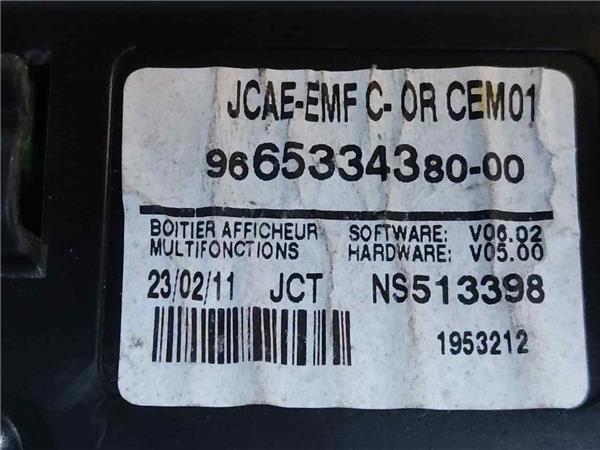 JCAE-EMF C- OR CEM01
9665334380-00
BOITIER AFFICHEUR SOFTWARE: V06.02
MULTIFONCTIONS HARDWARE: V05.00
23/02/11 JCT NS513398
1953212